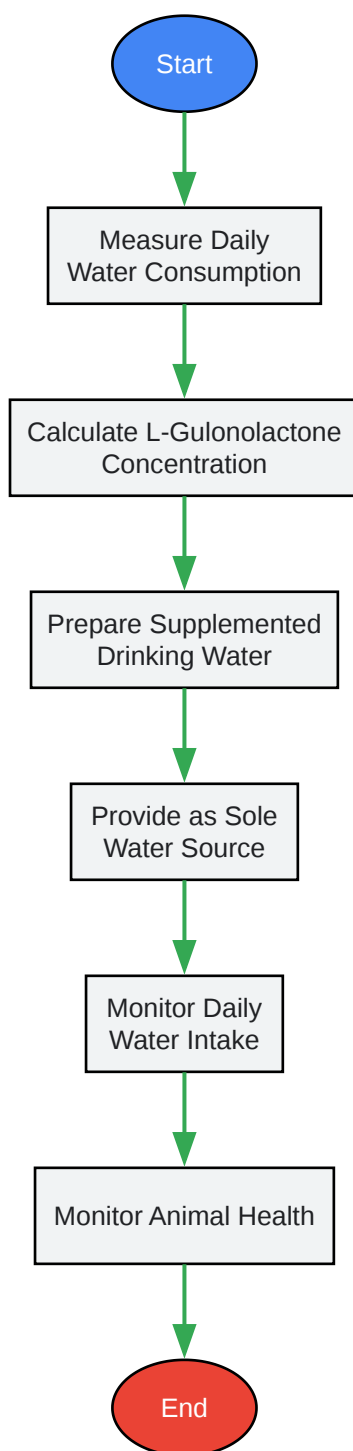 Start
Measure Daily
Water Consumption
Calculate L-Gulonolactone
Concentration
Prepare Supplemented
Drinking Water
Provide as Sole
Water Source
Monitor Daily
Water Intake
Monitor Animal Health
End